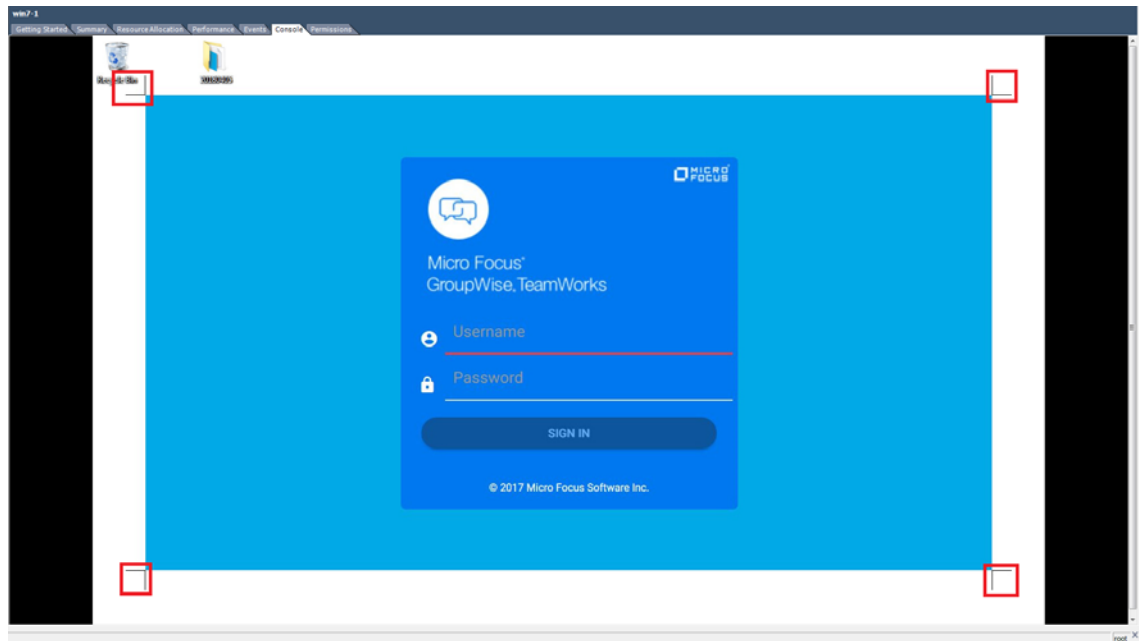 win7-1
Getting Started Summary Resource Allocation Performance Events Console Permissions
Recycle Bin
MICRO
FOCUS
Micro Focus®
GroupWise, TeamWorks
Username
Password
SIGN IN
© 2017 Micro Focus Software Inc.
root